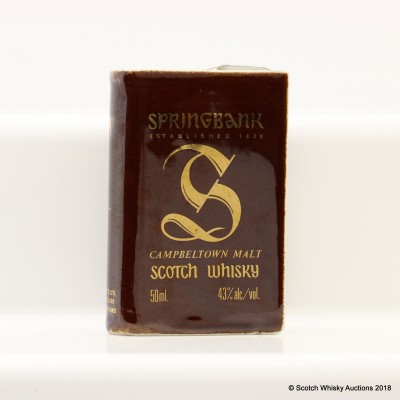 SPRINGBANK
ESTABLISHED 1828
S
CAMPBELTOWN MALT
SCOTCH WHISKY
50ml. 43% alc/vol.
© Scotch Whisky Auctions 2018